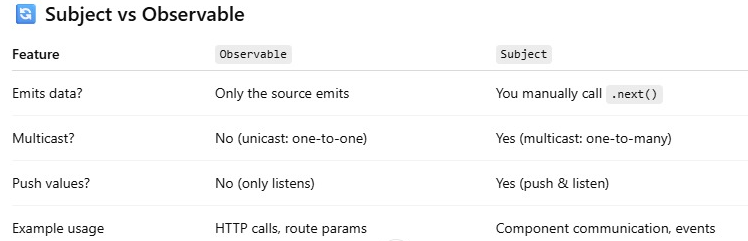 Subject vs Observable
Feature Observable Subject
Emits data? Only the source emits You manually call .next()
Multicast? No (unicast: one-to-one) Yes (multicast: one-to-many)
Push values? No (only listens) Yes (push & listen)
Example usage HTTP calls, route params Component communication, events